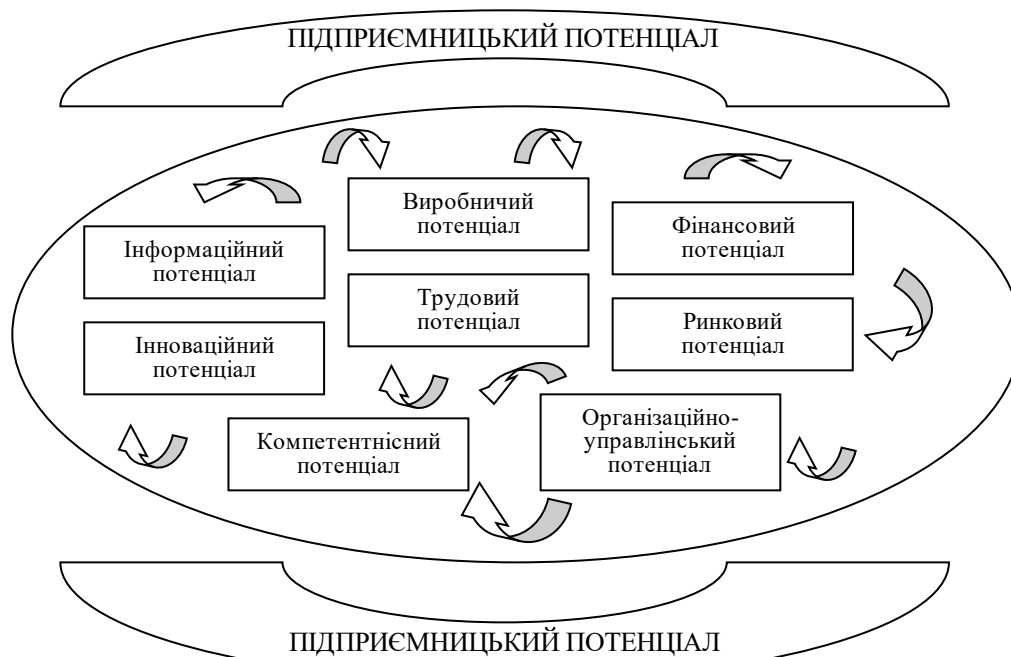 ПІДПРИЄМНИЦЬКИЙ ПОТЕНЦІАЛ
Виробничий
потенціал
Фінансовий
потенціал
Інформаційний
потенціал
Трудовий
потенціал
Ринковий
потенціал
Інноваційний
потенціал
Організаційно-
управлінський
потенціал
Компетентнісний
потенціал
ПІДПРИЄМНИЦЬКИЙ ПОТЕНЦІАЛ